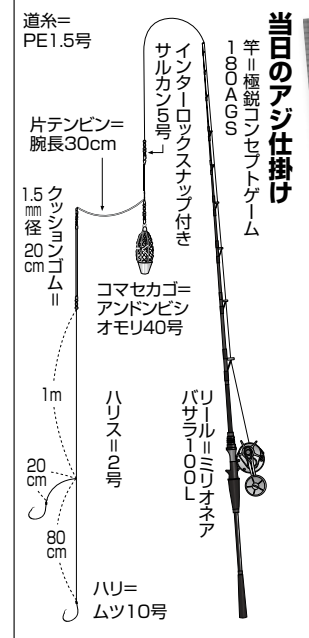 当日のアジ仕掛け
竿＝極鋭コンセプトゲーム
180AGS
道糸＝
PE1.5号
インターロックスナップ付き
サルカン5号
片テンビン＝
腕長30cm
クッションゴム＝
1.5㎜径20cm
コマセカゴ＝
アンドンビシ
オモリ40号
リール＝ミリオネア
バサラ100L
ハリス＝2号
1m
20
cm
80
cm
ハリ＝
ムツ10号